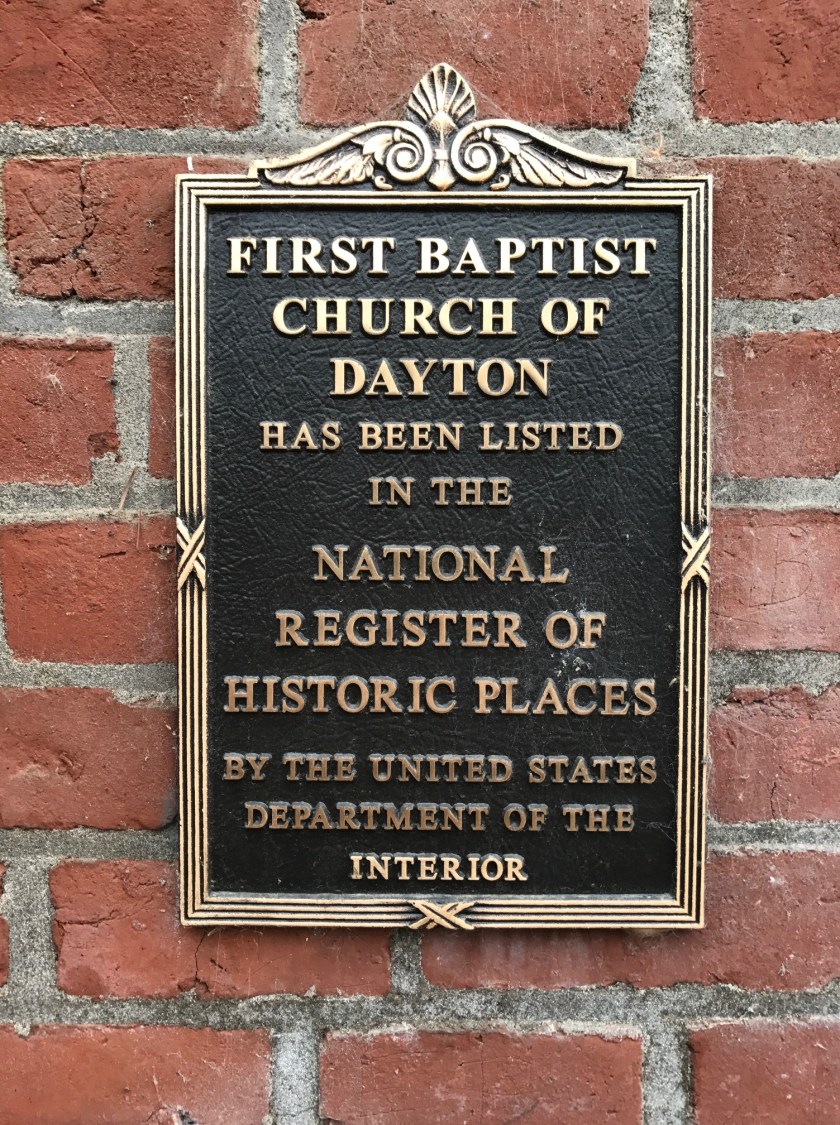 FIRST BAPTIST
CHURCH OF
DAYTON
HAS BEEN LISTED
IN THE
NATIONAL
REGISTER OF
HISTORIC PLACES
BY THE UNITED STATES
DEPARTMENT OF THE
INTERIOR